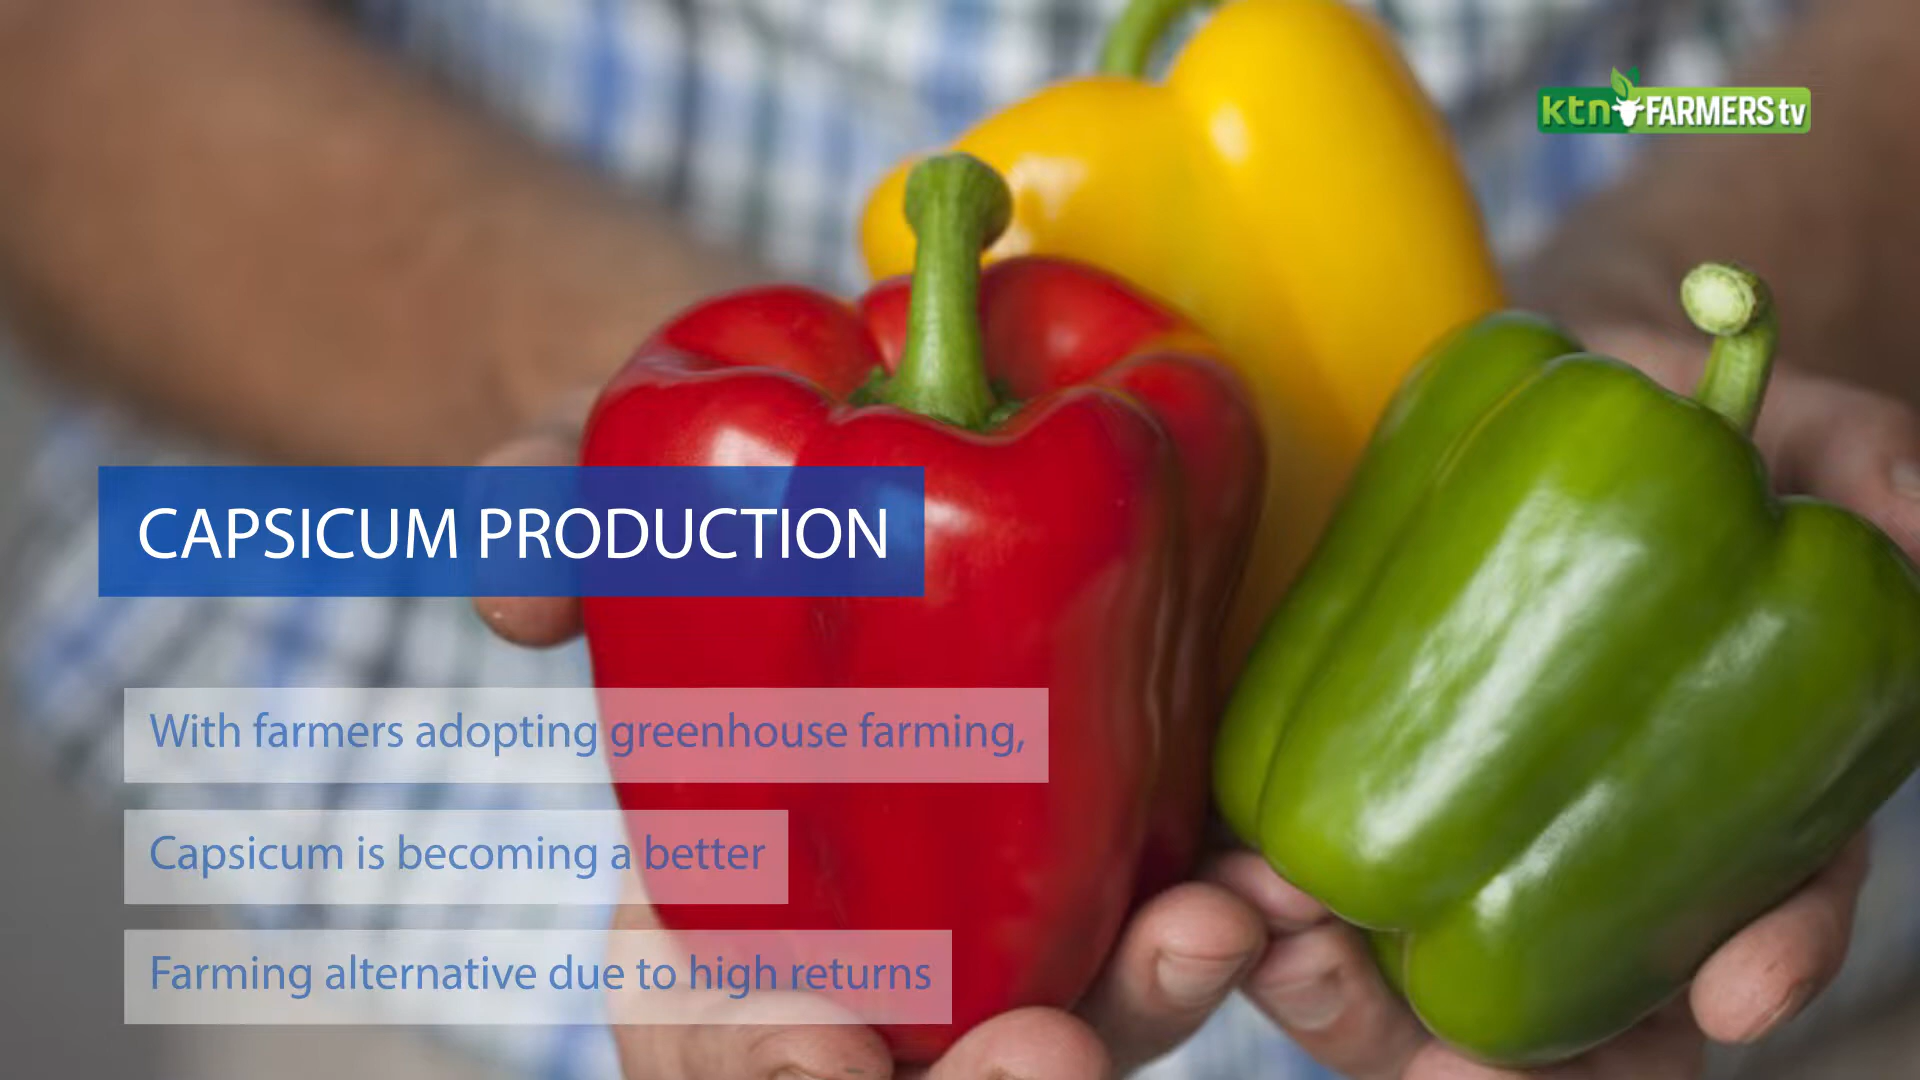 ktn FARMERS tv
CAPSICUM PRODUCTION
With farmers adopting greenhouse farming,
Capsicum is becoming a better
Farming alternative due to high returns